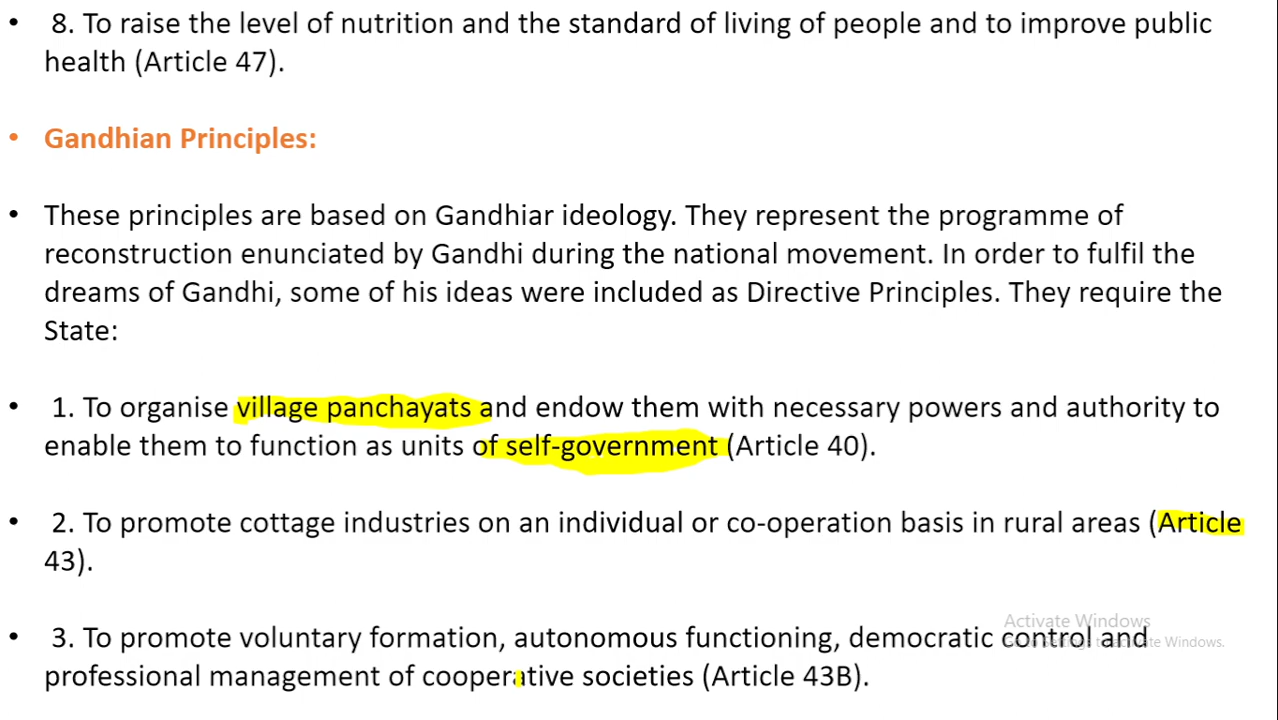 • 8. To raise the level of nutrition and the standard of living of people and to improve public
health (Article 47).
• Gandhian Principles:
• These principles are based on Gandhiar ideology. They represent the programme of
reconstruction enunciated by Gandhi during the national movement. In order to fulfil the
dreams of Gandhi, some of his ideas were included as Directive Principles. They require the
State:
• 1. To organise village panchayats and endow them with necessary powers and authority to
enable them to function as units of self-government (Article 40).
• 2. To promote cottage industries on an individual or co-operation basis in rural areas (Article
43).
Activate Windows
• 3. To promote voluntary formation, autonomous functioning, democratic control and
Go to Settings to activate Windows.
professional management of cooperative societies (Article 43B).